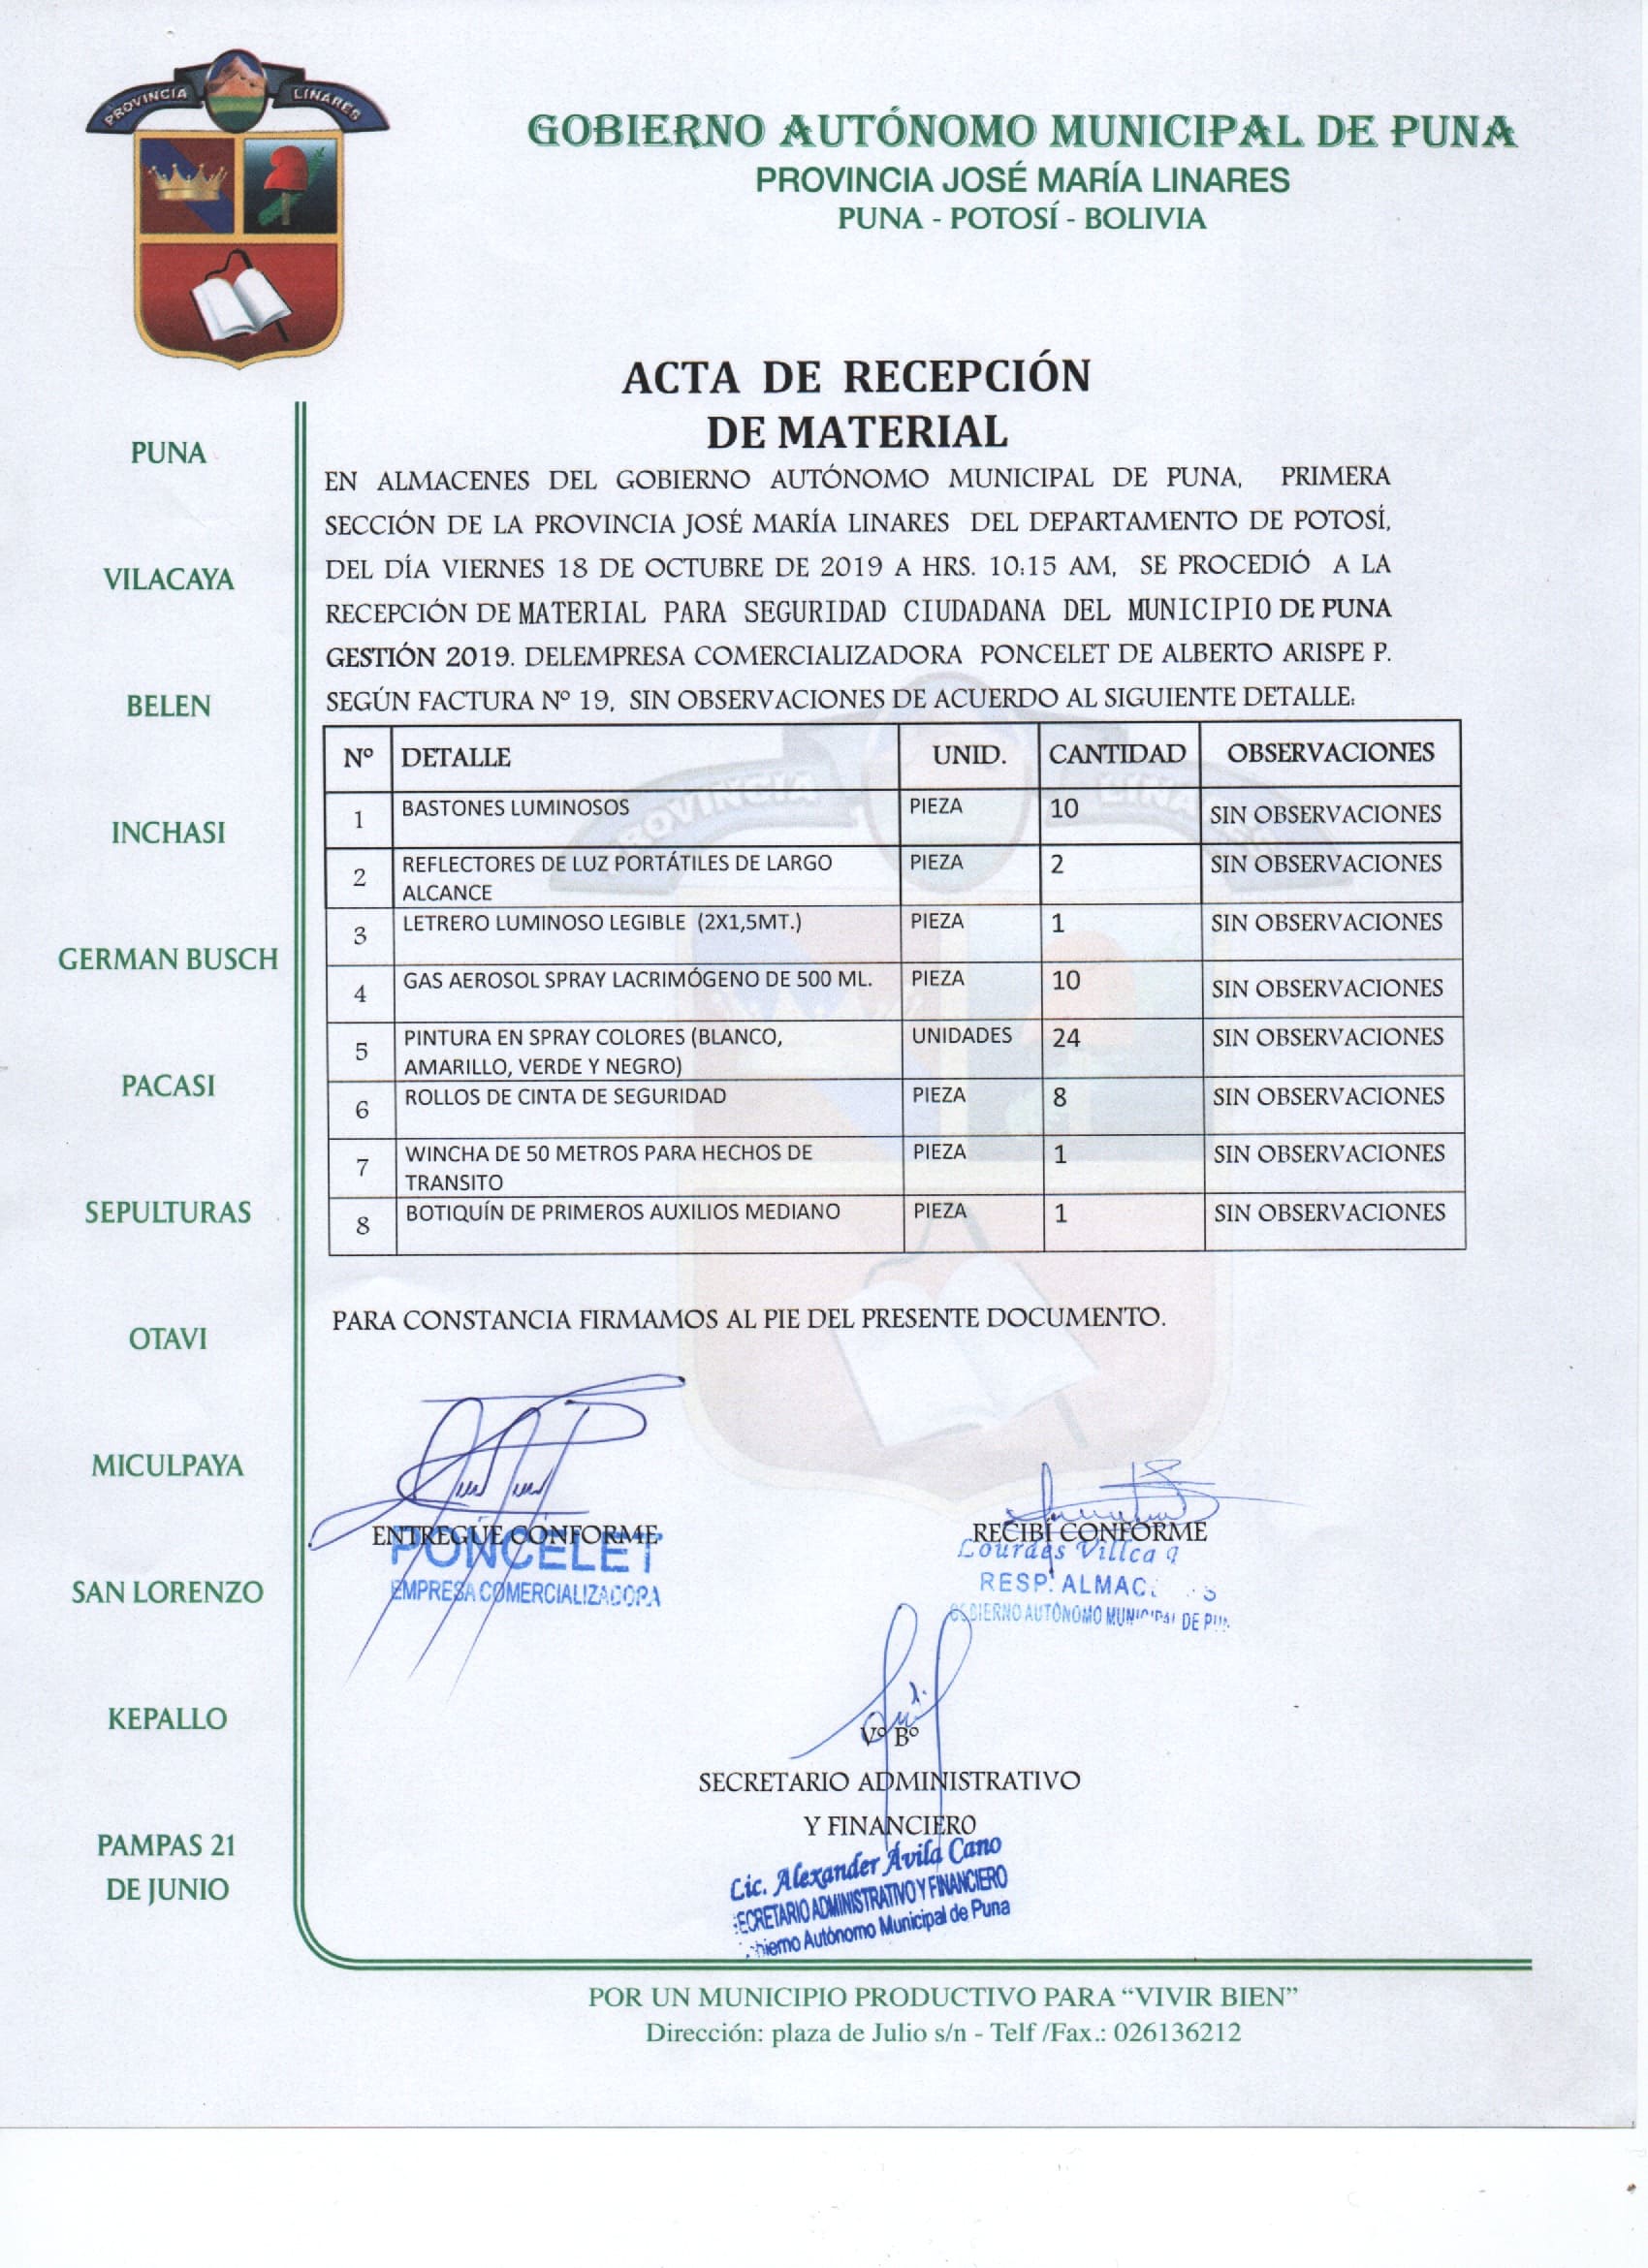 PROVINCIA LINARES
GOBIERNO AUTÓNOMO MUNICIPAL DE PUNA
PROVINCIA JOSÉ MARÍA LINARES
PUNA - POTOSÍ - BOLIVIA
ACTA DE RECEPCIÓN
DE MATERIAL
EN ALMACENES DEL GOBIERNO AUTÓNOMO MUNICIPAL DE PUNA, PRIMERA
SECCIÓN DE LA PROVINCIA JOSÉ MARÍA LINARES DEL DEPARTAMENTO DE POTOSÍ,
DEL DÍA VIERNES 18 DE OCTUBRE DE 2019 A HRS. 10:15 AM, SE PROCEDIÓ A LA
RECEPCIÓN DE MATERIAL PARA SEGURIDAD CIUDADANA DEL MUNICIPIO DE PUNA
GESTIÓN 2019. DELEMPRESA COMERCIALIZADORA PONCELET DE ALBERTO ARISPE P.
SEGÚN FACTURA Nº 19, SIN OBSERVACIONES DE ACUERDO AL SIGUIENTE DETALLE:
Nº DETALLE UNID. CANTIDAD OBSERVACIONES
1 BASTONES LUMINOSOS PIEZA 10 SIN OBSERVACIONES
2 REFLECTORES DE LUZ PORTÁTILES DE LARGO PIEZA 2 SIN OBSERVACIONES
ALCANCE
3 LETRERO LUMINOSO LEGIBLE (2X1,5MT.) PIEZA 1 SIN OBSERVACIONES
4 GAS AEROSOL SPRAY LACRIMÓGENO DE 500 ML. PIEZA 10 SIN OBSERVACIONES
5 PINTURA EN SPRAY COLORES (BLANCO, UNIDADES 24 SIN OBSERVACIONES
AMARILLO, VERDE Y NEGRO)
6 ROLLOS DE CINTA DE SEGURIDAD PIEZA 8 SIN OBSERVACIONES
7 WINCHA DE 50 METROS PARA HECHOS DE PIEZA 1 SIN OBSERVACIONES
TRANSITO
8 BOTIQUÍN DE PRIMEROS AUXILIOS MEDIANO PIEZA 1 SIN OBSERVACIONES
PARA CONSTANCIA FIRMAMOS AL PIE DEL PRESENTE DOCUMENTO.
ENTREGUE CONFORME
PONCELET
EMPRESA COMERCIALIZADORA
RECIBÍ CONFORME
Lourdes Villca q
RESP. ALMAC
GOBIERNO AUTÓNOMO MUNICIPAL DE PUN
Vº Bº
SECRETARIO ADMINISTRATIVO
Y FINANCIERO
Lic. Alexander Ávila Cano
ECRETARIO ADMINISTRATIVO Y FINANCIERO
bierno Autónomo Municipal de Puna
PUNA
VILACAYA
BELEN
INCHASI
GERMAN BUSCH
PACASI
SEPULTURAS
OTAVI
MICULPAYA
SAN LORENZO
KEPALLO
PAMPAS 21
DE JUNIO
POR UN MUNICIPIO PRODUCTIVO PARA “VIVIR BIEN”
Dirección: plaza de Julio s/n - Telf /Fax.: 026136212